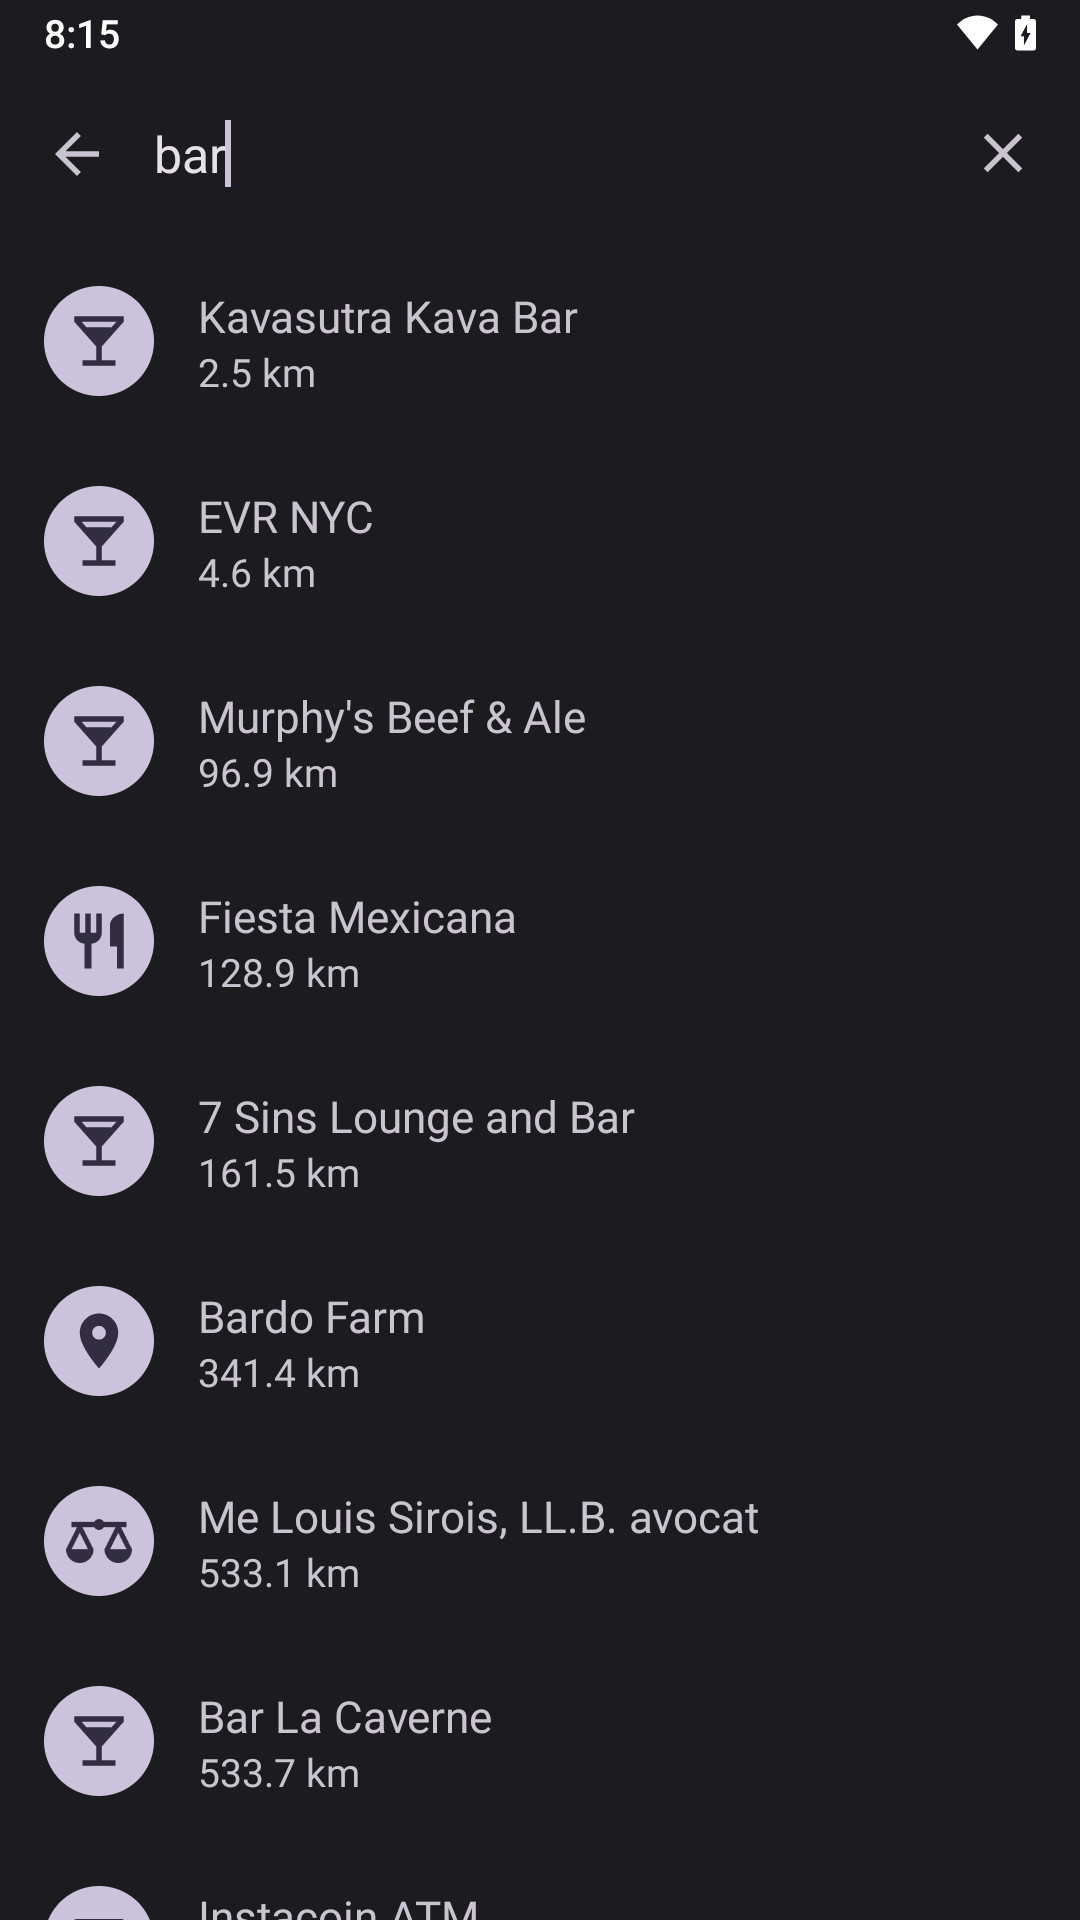 8:15
bar
Kavasutra Kava Bar
2.5 km
EVR NYC
4.6 km
Murphy's Beef & Ale
96.9 km
Fiesta Mexicana
128.9 km
7 Sins Lounge and Bar
161.5 km
Bardo Farm
341.4 km
Me Louis Sirois, LL.B. avocat
533.1 km
Bar La Caverne
533.7 km
Instacoin ATM